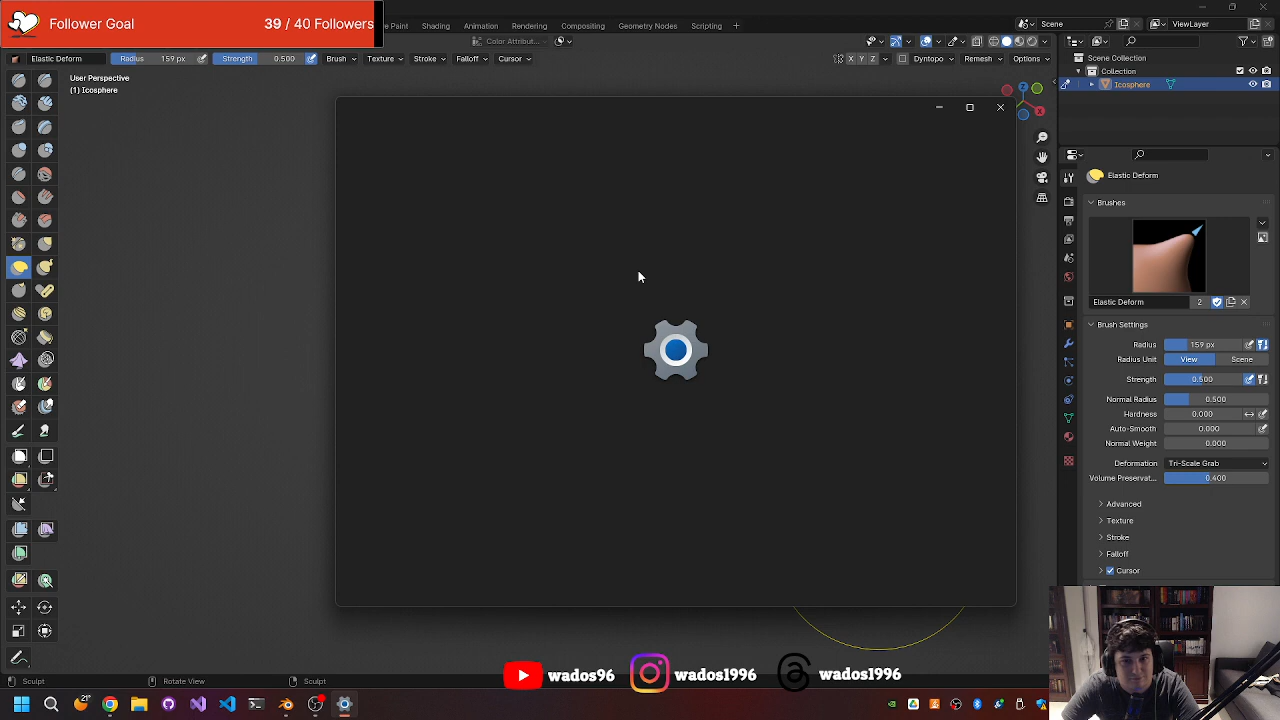 Follower Goal 39 / 40 Followers
e Paint Shading Animation Rendering Compositing Geometry Nodes Scripting + Scene ViewLayer
Color Attribut...
Elastic Deform Radius 159 px Strength 0.500 Brush Texture Stroke Falloff Cursor X Y Z Dyntopo Remesh Options
Scene Collection
Collection
Icosphere
User Perspective
(1) Icosphere
Z
X
Elastic Deform
Brushes
Elastic Deform 2
Brush Settings
Radius 159 px
Radius Unit View Scene
Strength 0.500
Normal Radius 0.500
Hardness 0.000
Auto-Smooth 0.000
Normal Weight 0.000
Deformation Tri-Scale Grab
Volume Preservat... 0.400
Advanced
Texture
Stroke
Falloff
Cursor
wados96 wados1996 wados1996
Sculpt Rotate View Sculpt